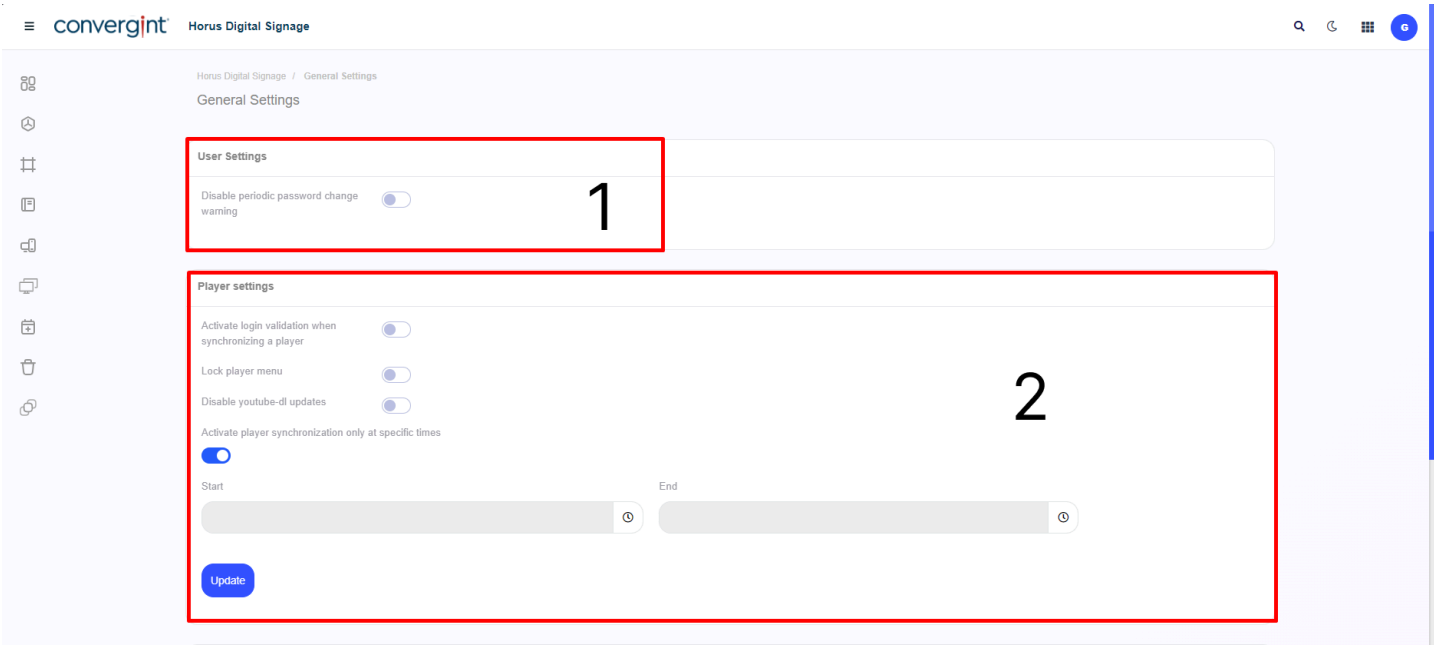 convergint
Horus Digital Signage
G
Horus Digital Signage / General Settings
General Settings
User Settings
Disable periodic password change
warning
1
Player settings
Activate login validation when
synchronizing a player
Lock player menu
Disable youtube-dl updates
2
Activate player synchronization only at specific times
Start
End
Update